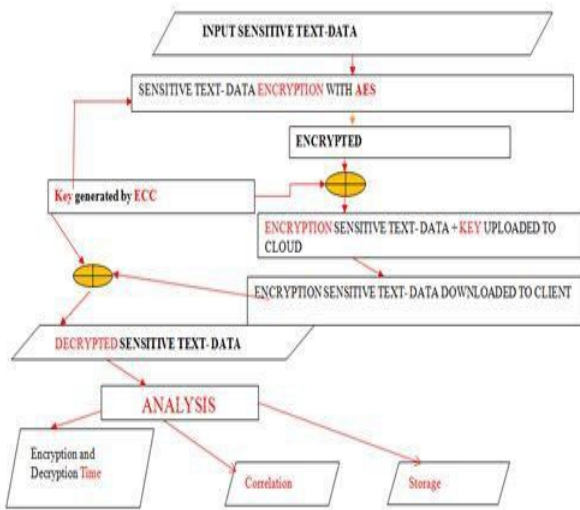 INPUT SENSITIVE TEXT-DATA
SENSITIVE TEXT- DATA ENCRYPTION WITH AES
ENCRYPTED
Key generated by ECC
ENCRYPTION SENSITIVE TEXT- DATA + KEY UPLOADED TO
CLOUD
ENCRYPTION SENSITIVE TEXT- DATA DOWNLOADED TO CLIENT
DECRYPTED SENSITIVE TEXT- DATA
ANALYSIS
Encryption and
Decryption Time
Correlation
Storage